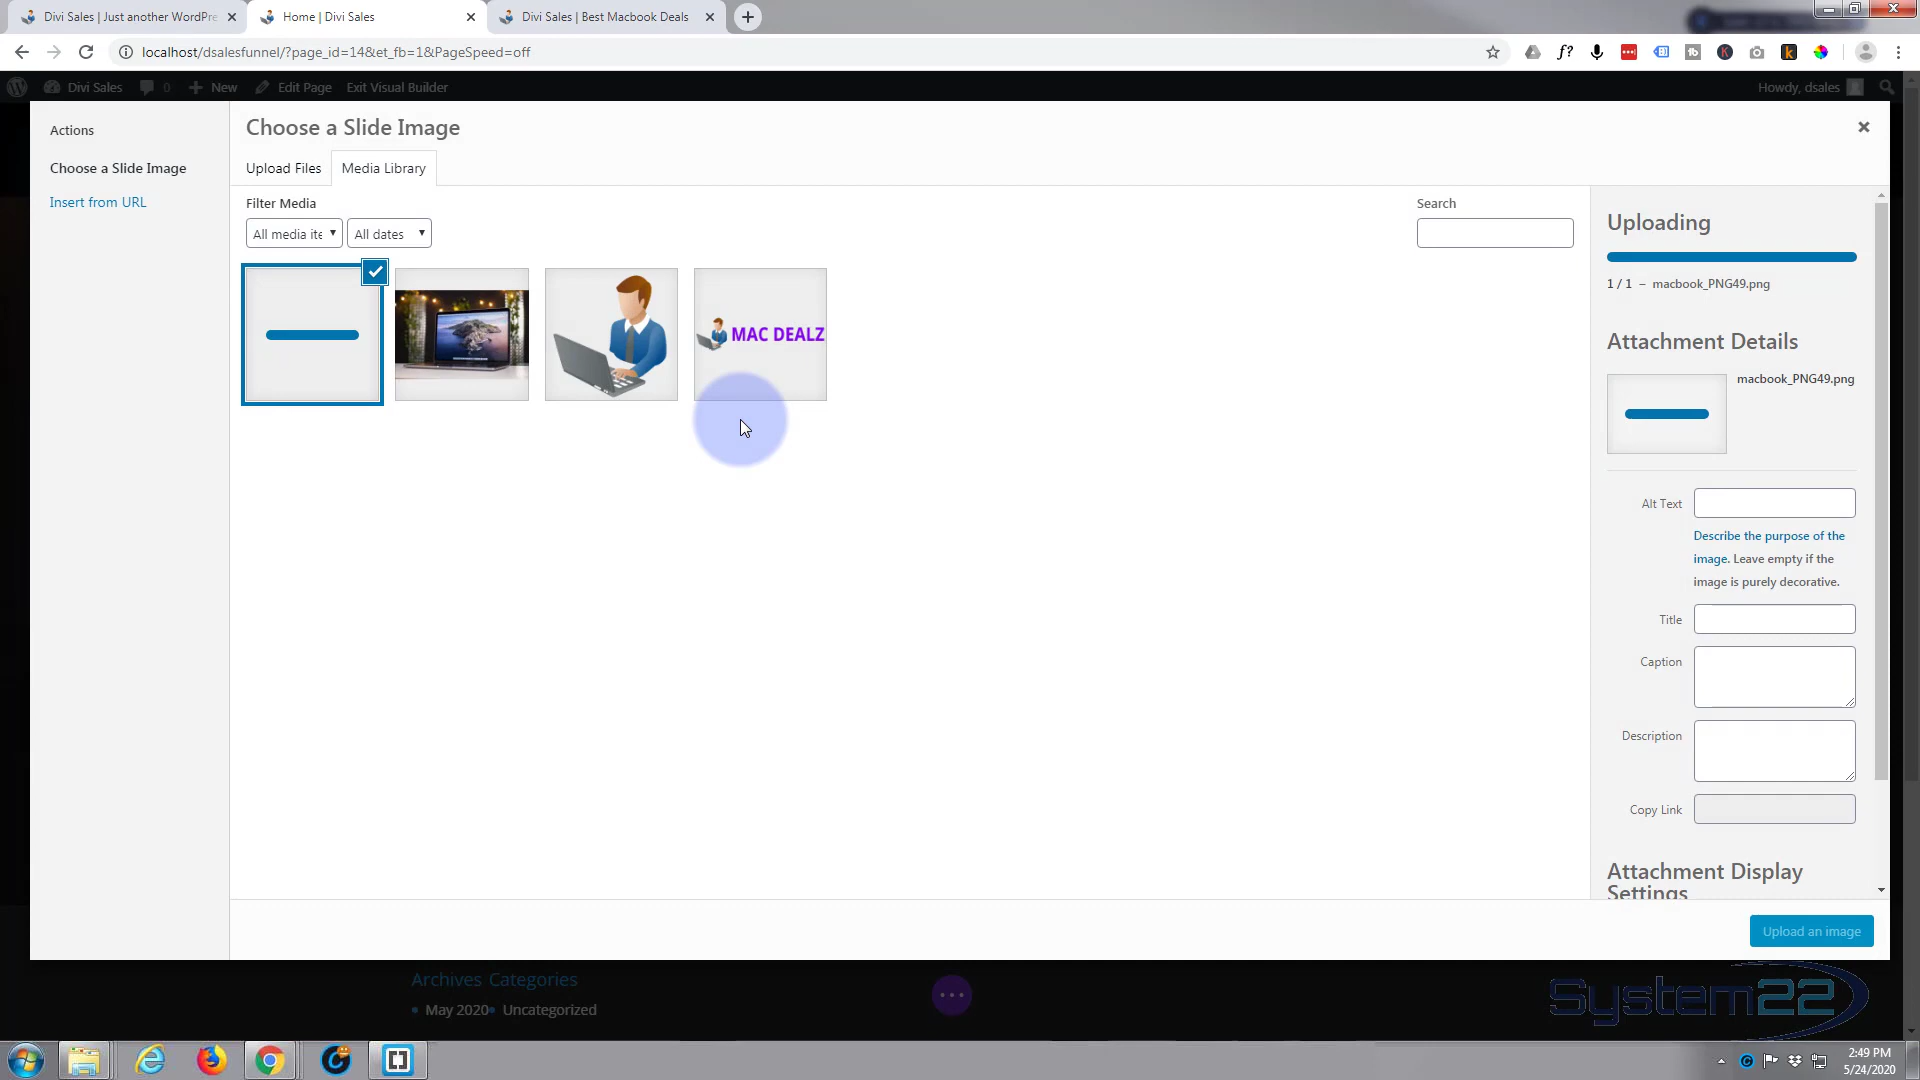 Divi Sales | Just another WordPre
Home | Divi Sales
Divi Sales | Best Macbook Deals
localhost/dsalesfunnel/?page_id=14&et_fb=1&PageSpeed=off
Divi Sales
0
New
Edit Page
Exit Visual Builder
Howdy, dsales
Actions
Choose a Slide Image
Insert from URL
Choose a Slide Image
Upload Files
Media Library
Filter Media
All media ite
All dates
Search
MAC DEALZ
Uploading
1 / 1 – macbook_PNG49.png
Attachment Details
macbook_PNG49.png
Alt Text
Describe the purpose of the
image. Leave empty if the
image is purely decorative.
Title
Caption
Description
Copy Link
Attachment Display
Settings
Upload an image
Archives Categories
May 2020
Uncategorized
System22
2:49 PM
5/24/2020